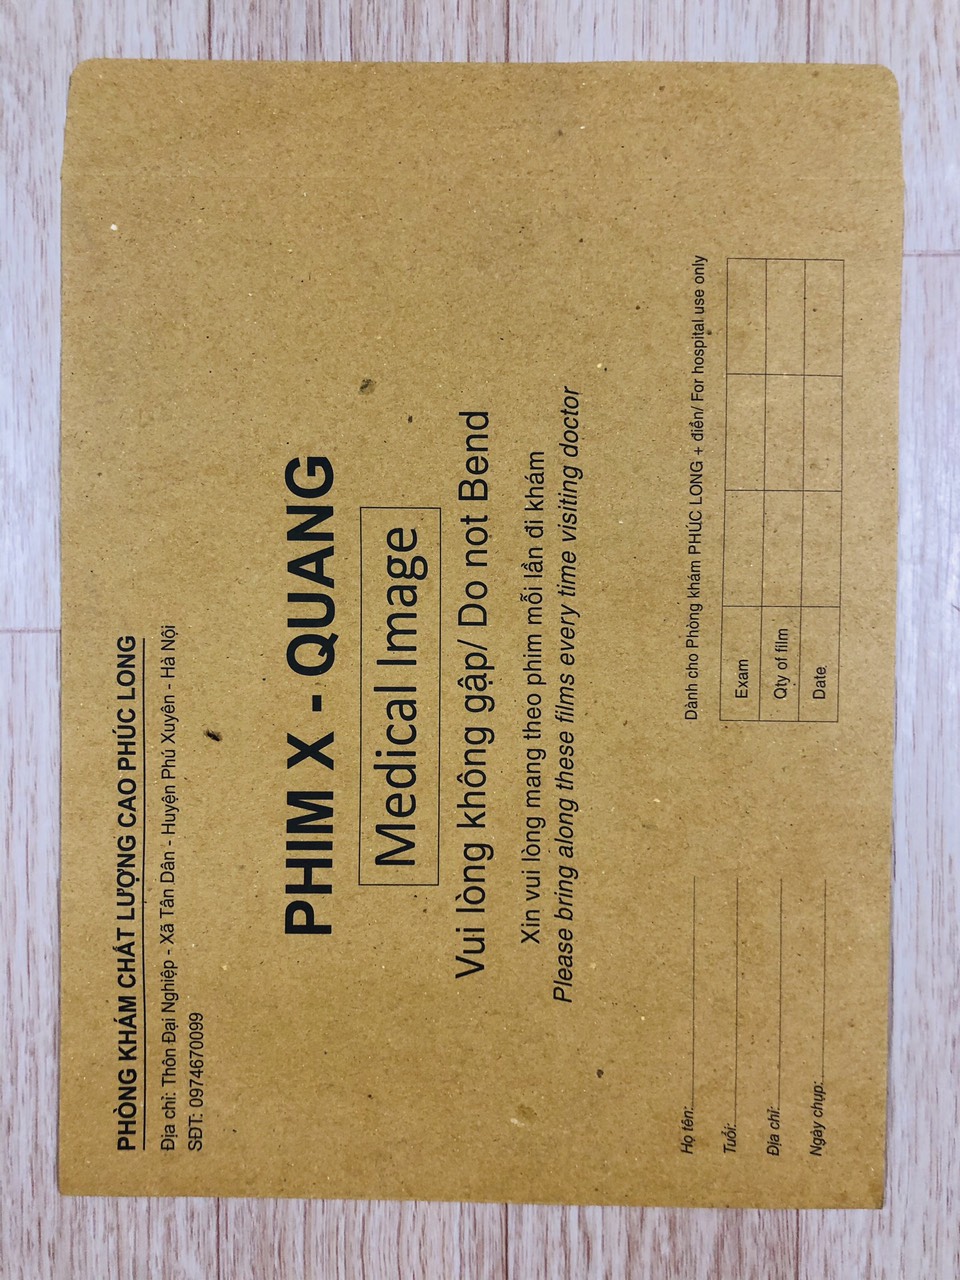 PHÒNG KHÁM CHẤT LƯỢNG CAO PHÚC LONG
Địa chỉ: Thôn Đại Nghiệp - Xã Tân Dân - Huyện Phú Xuyên - Hà Nội
SĐT: 0974670099
PHIM X - QUANG
Medical Image
Vui lòng không gập/ Do not Bend
Xin vui lòng mang theo phim mỗi lần đi khám
Please bring along these films every time visiting doctor
Họ tên:
Tuổi:
Địa chỉ:
Ngày chụp:
Dành cho Phòng khám PHÚC LONG + điền/ For hospital use only
Exam
Qty of film
Date